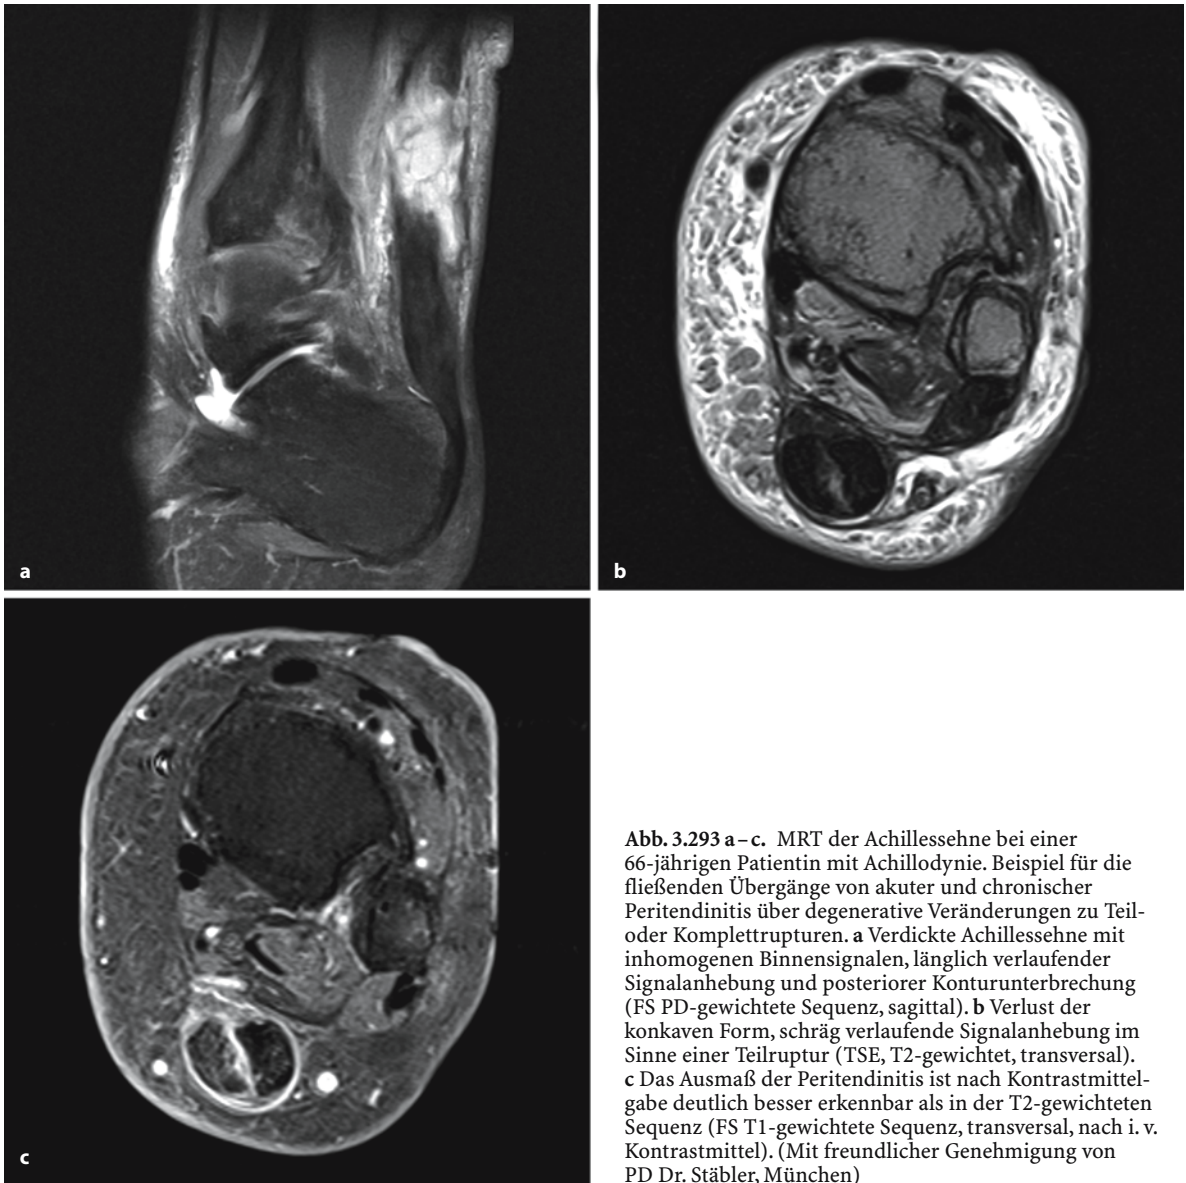 a
b
c
Abb. 3.293 a–c. MRT der Achillessehne bei einer
66-jährigen Patientin mit Achillodynie. Beispiel für die
fließenden Übergänge von akuter und chronischer
Peritendinitis über degenerative Veränderungen zu Teil-
oder Komplettrupturen. a Verdickte Achillessehne mit
inhomogenen Binnensignalen, länglich verlaufender
Signalanhebung und posteriorer Konturunterbrechung
(FS PD-gewichtete Sequenz, sagittal). b Verlust der
konkaven Form, schräg verlaufende Signalanhebung im
Sinne einer Teilruptur (TSE, T2-gewichtet, transversal).
c Das Ausmaß der Peritendinitis ist nach Kontrastmittel-
gabe deutlich besser erkennbar als in der T2-gewichteten
Sequenz (FS T1-gewichtete Sequenz, transversal, nach i. v.
Kontrastmittel). (Mit freundlicher Genehmigung von
PD Dr. Stäbler, München)